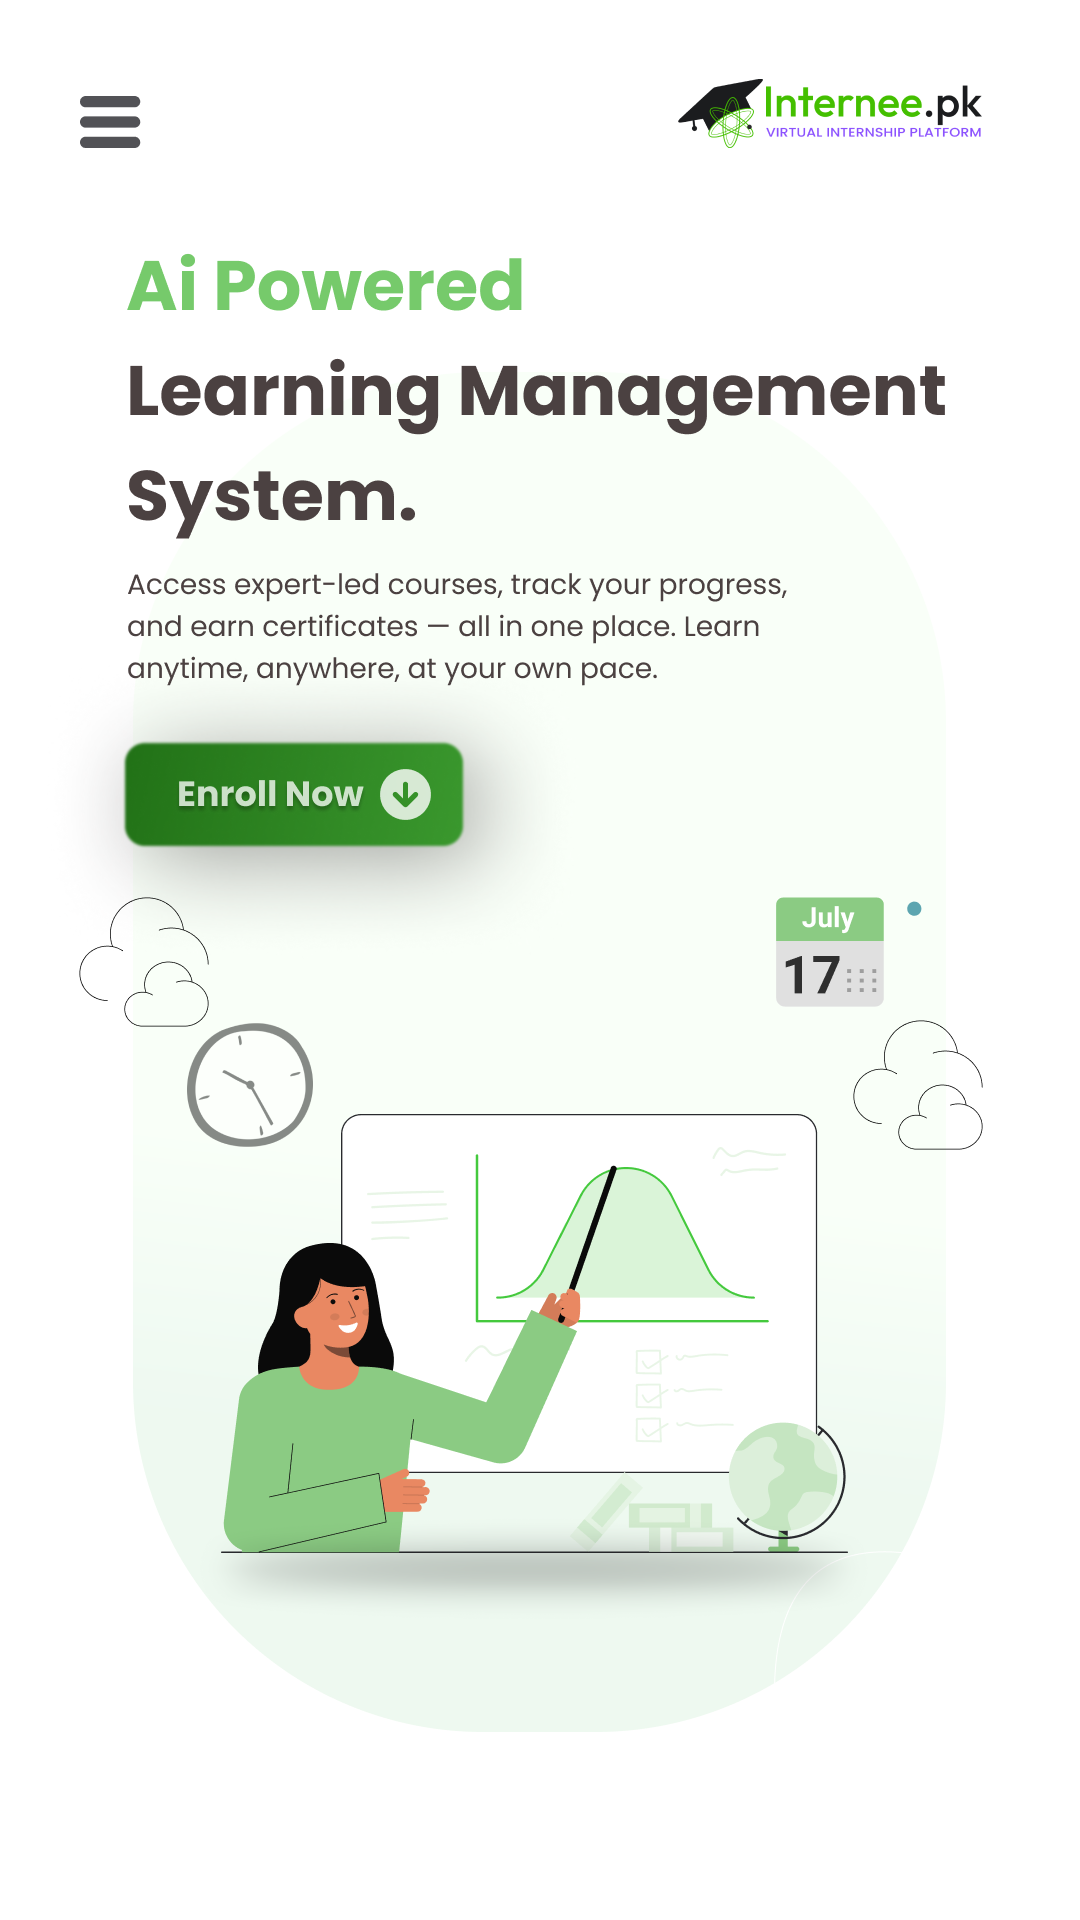 Internee.pk
VIRTUAL INTERNSHIP PLATFORM
Ai Powered
Learning Management
System.
Access expert-led courses, track your progress,
and earn certificates — all in one place. Learn
anytime, anywhere, at your own pace.
Enroll Now
July
17